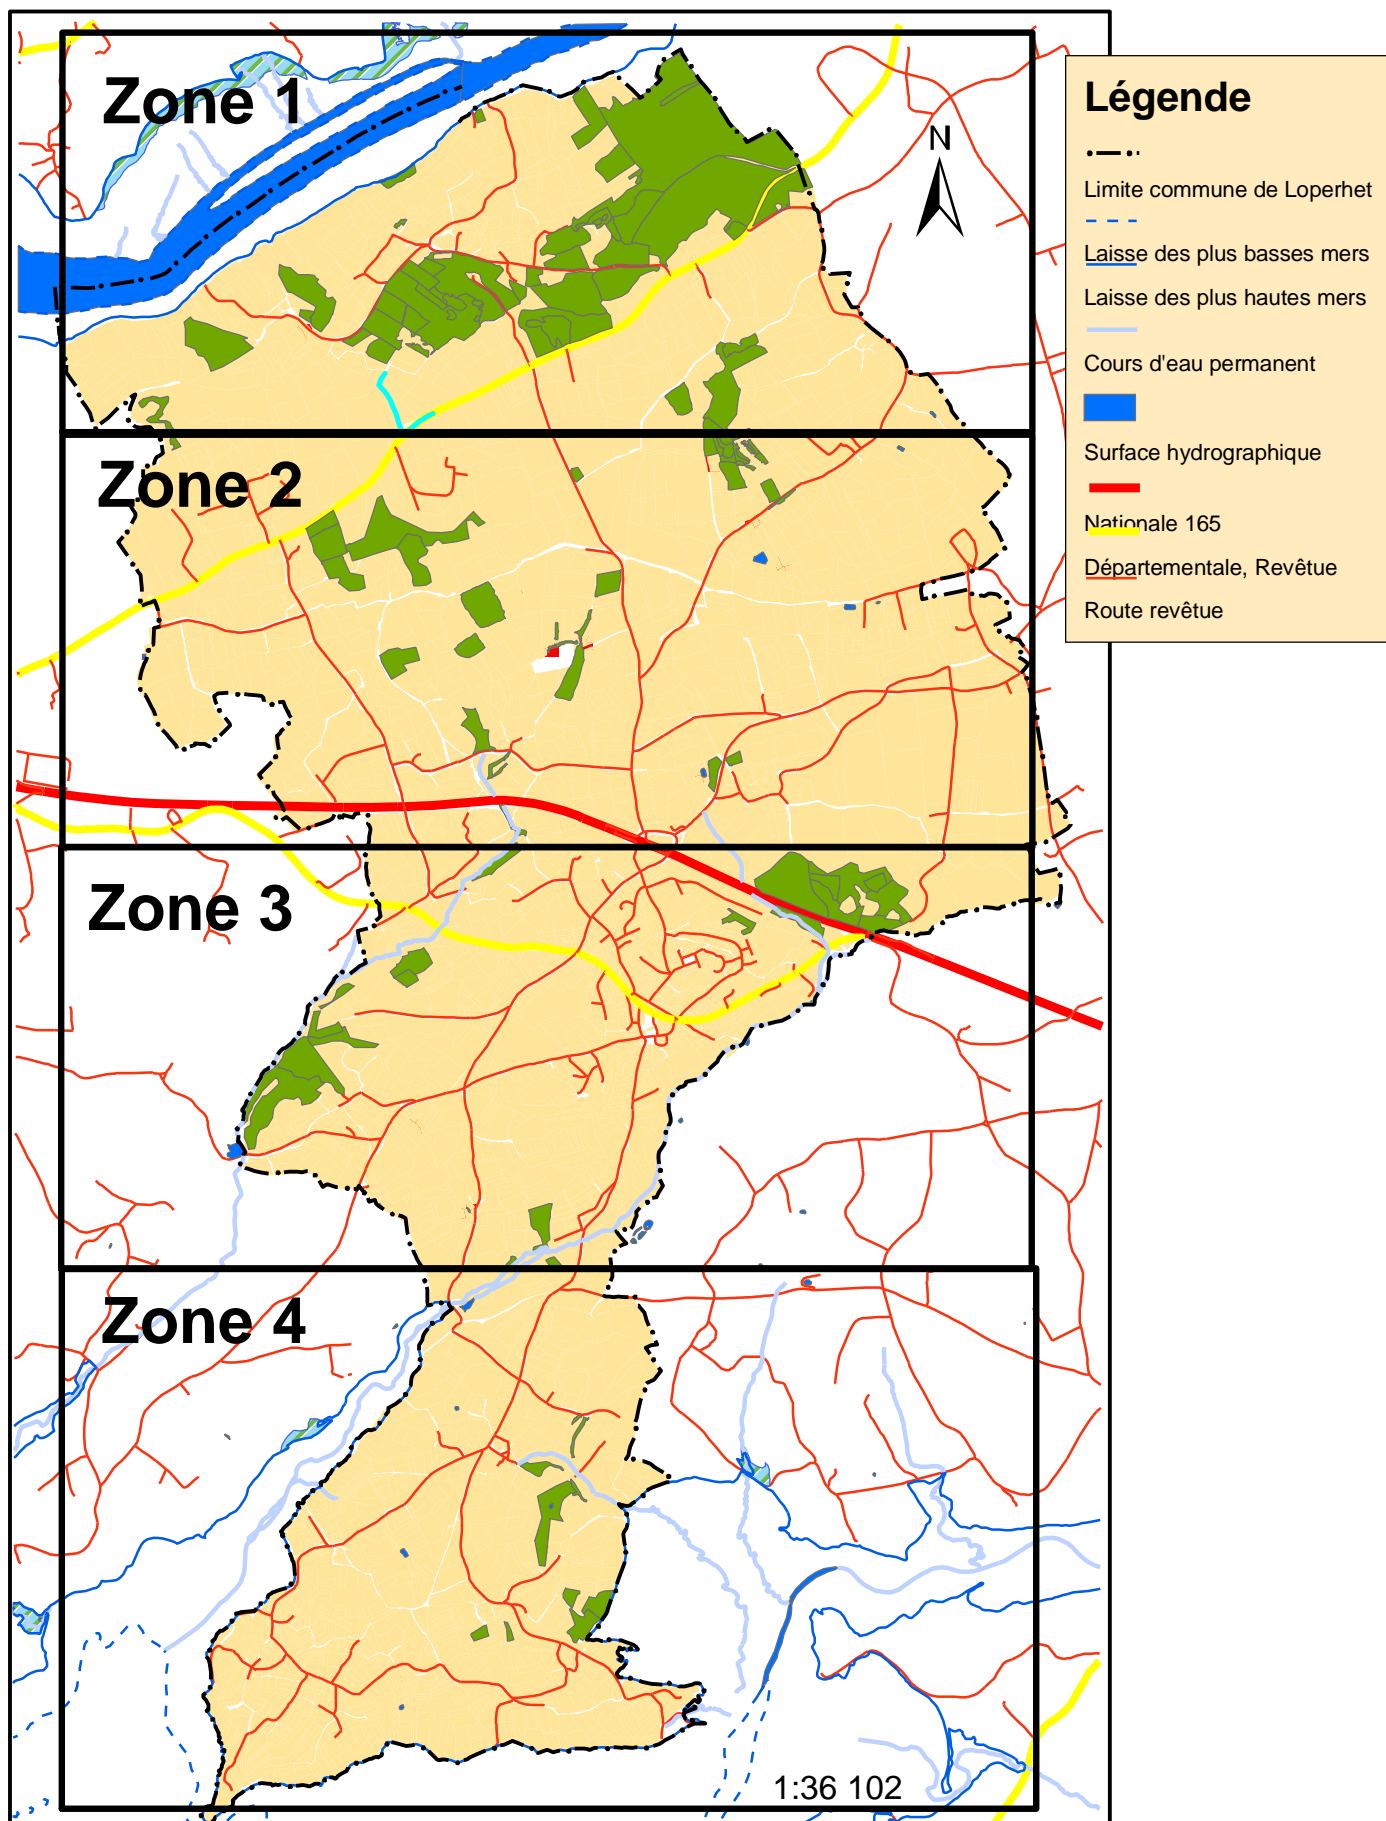 Zone 1
N
Zone 2
Zone 3
Zone 4
1:36 102
Légende
Limite commune de Loperhet
Laisse des plus basses mers
Laisse des plus hautes mers
Cours d'eau permanent
Surface hydrographique
Nationale 165
Départementale, Revêtue
Route revêtue